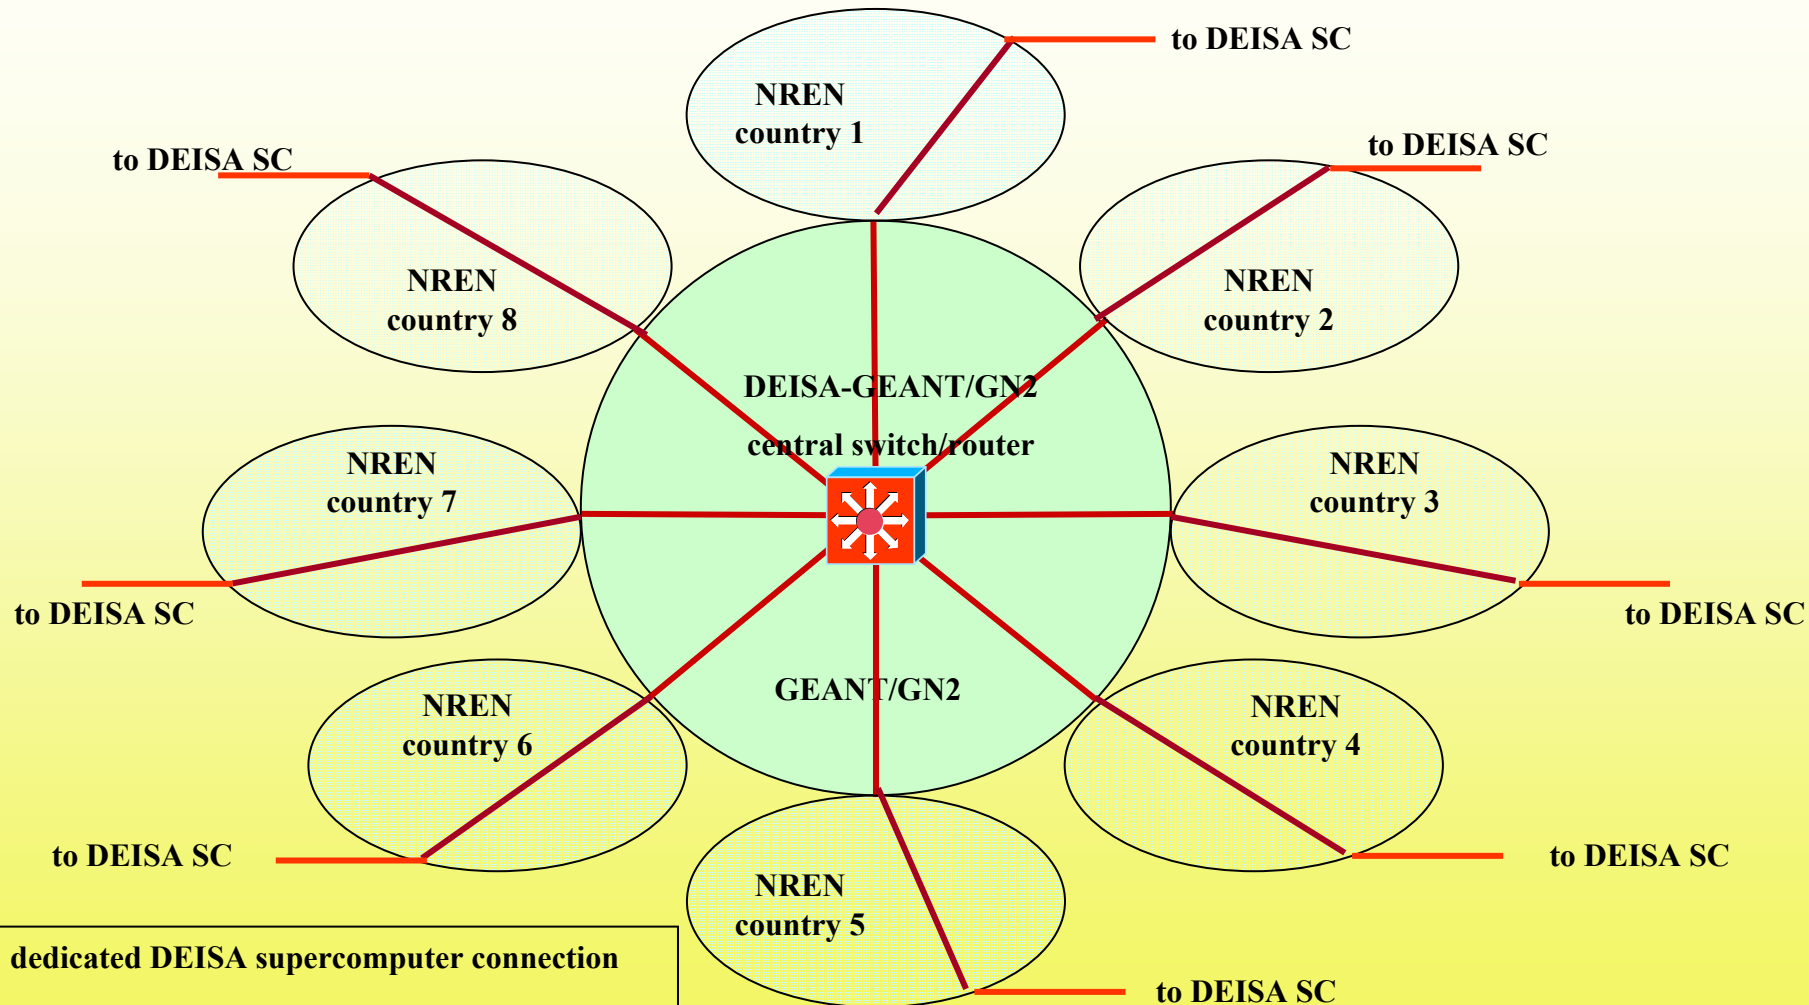 to DEISA SC
NREN
country 1
to DEISA SC
to DEISA SC
NREN
country 8
NREN
country 2
DEISA-GEANT/GN2
central switch/router
NREN
country 7
NREN
country 3
to DEISA SC
to DEISA SC
GEANT/GN2
NREN
country 6
NREN
country 4
to DEISA SC
to DEISA SC
NREN
country 5
dedicated DEISA supercomputer connection
to DEISA SC